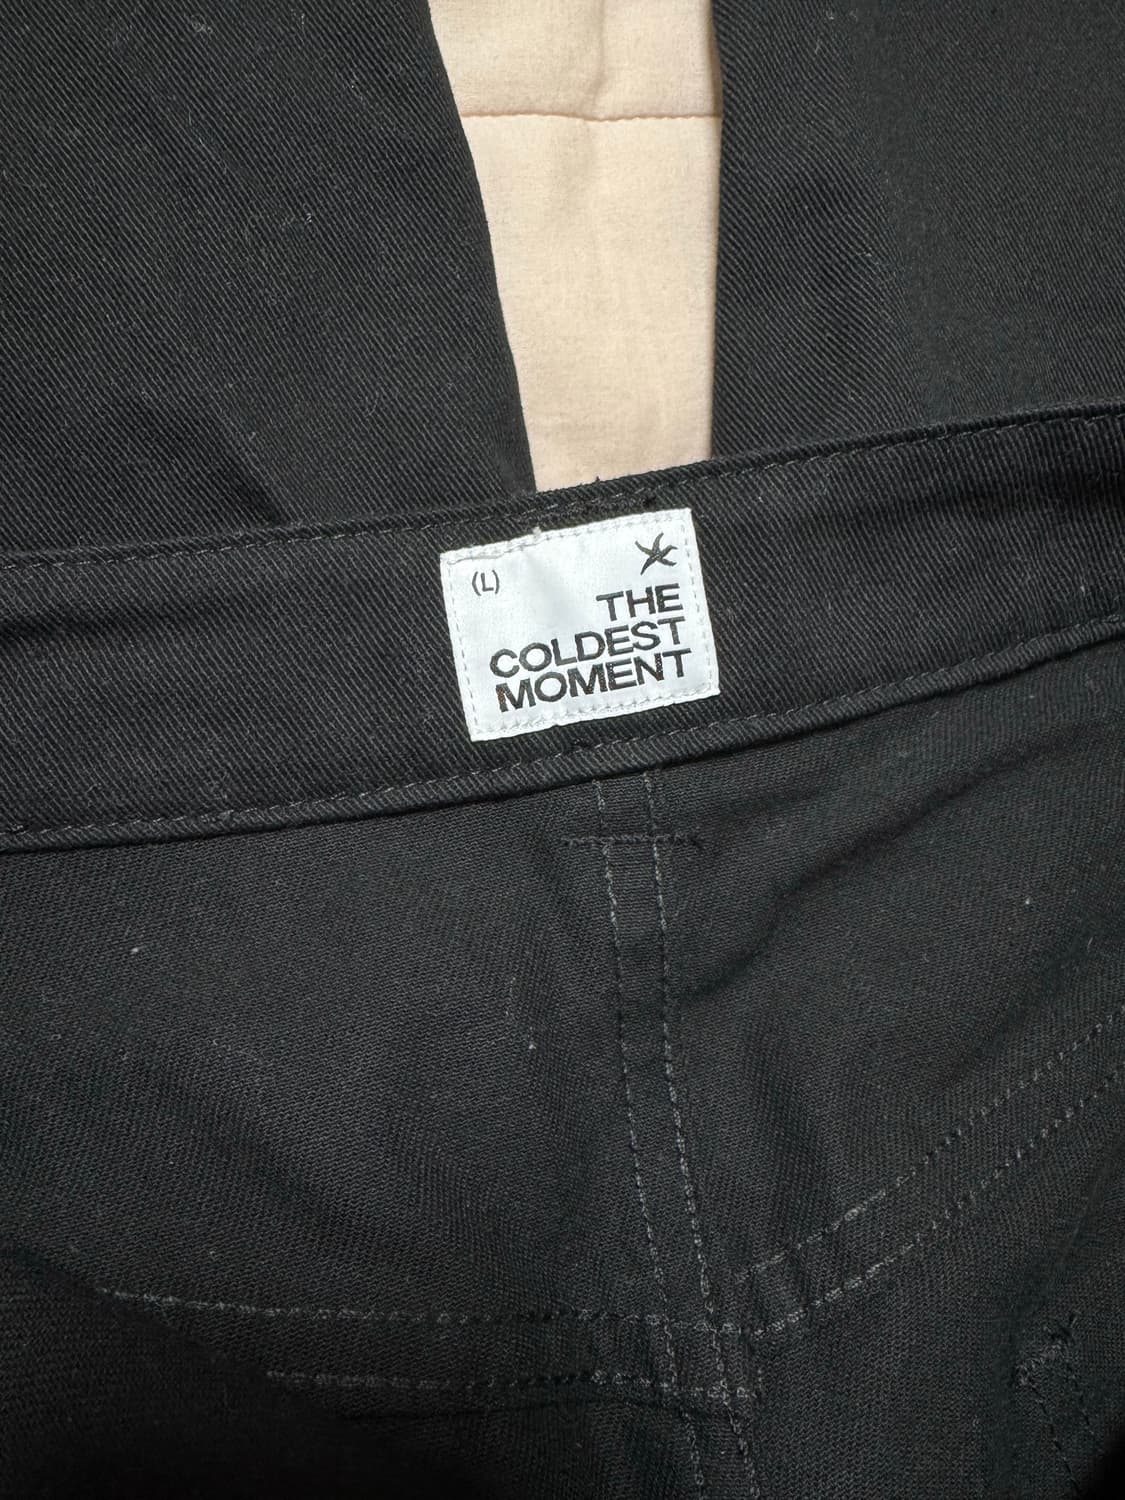 (L)
THE
COLDEST
MOMENT